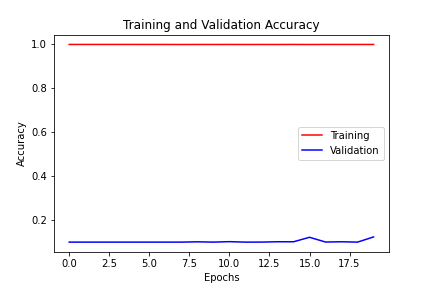 Training and Validation Accuracy
1.0
0.8
0.6
0.4
0.2
Accuracy
Training
Validation
0.0 2.5 5.0 7.5 10.0 12.5 15.0 17.5
Epochs